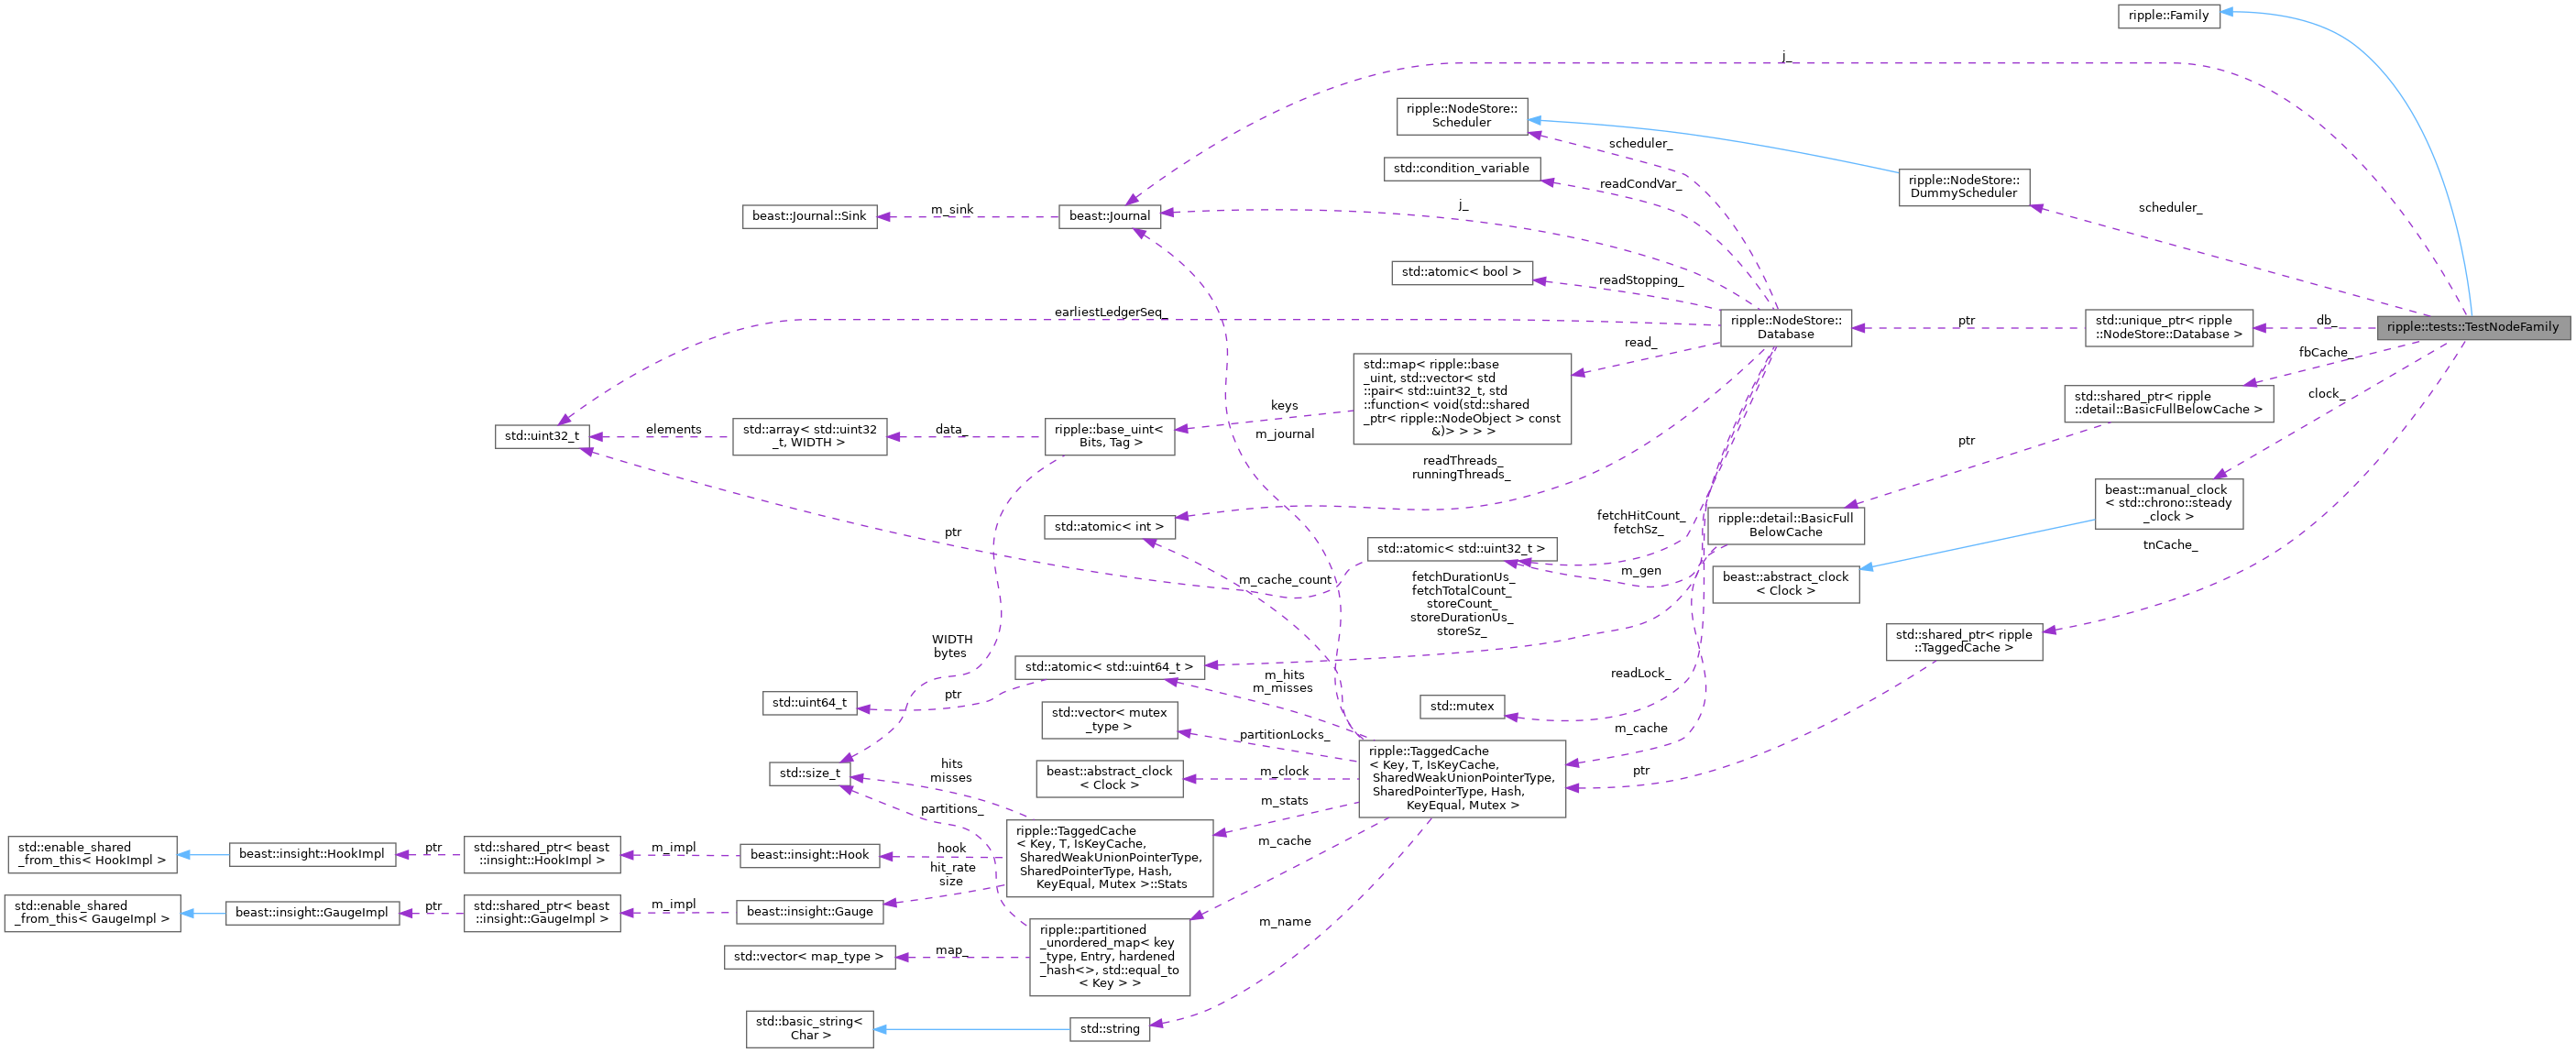 ripple::Family
j_
ripple::NodeStore::
Scheduler
scheduler_
std::condition_variable
readCondVar_
ripple::NodeStore::
DummyScheduler
scheduler_
beast::Journal::Sink
m_sink
beast::Journal
j_
std::atomic< bool >
readStopping_
earliestLedgerSeq_
ripple::NodeStore::
Database
ptr
std::unique_ptr< ripple
::NodeStore::Database >
db_
ripple::tests::TestNodeFamily
read_
fbCache_
std::map< ripple::base
_uint, std::vector< std
::pair< std::uint32_t, std
::function< void(std::shared
_ptr< ripple::NodeObject > const
&)> > > >
std::shared_ptr< ripple
::detail::BasicFullBelowCache >
clock_
keys
std::uint32_t
elements
std::array< std::uint32
_t, WIDTH >
data_
ripple::base_uint<
Bits, Tag >
m_journal
ptr
readThreads_
runningThreads_
beast::manual_clock
< std::chrono::steady
_clock >
std::atomic< int >
ptr
fetchHitCount_
fetchSz_
ripple::detail::BasicFull
BelowCache
tnCache_
std::atomic< std::uint32_t >
m_gen
m_cache_count
fetchDurationUs_
fetchTotalCount_
storeCount_
storeDurationUs_
storeSz_
beast::abstract_clock
< Clock >
WIDTH
bytes
std::shared_ptr< ripple
::TaggedCache >
std::atomic< std::uint64_t >
m_hits
m_misses
readLock_
std::uint64_t
ptr
std::mutex
std::vector< mutex
_type >
partitionLocks_
m_cache
ripple::TaggedCache
< Key, T, IsKeyCache,
SharedWeakUnionPointerType,
SharedPointerType, Hash,
KeyEqual, Mutex >
ptr
std::size_t
hits
misses
beast::abstract_clock
< Clock >
m_clock
m_stats
partitions_
ripple::TaggedCache
< Key, T, IsKeyCache,
SharedWeakUnionPointerType,
SharedPointerType, Hash,
KeyEqual, Mutex >::Stats
m_cache
std::enable_shared
_from_this< HookImpl >
beast::insight::HookImpl
ptr
std::shared_ptr< beast
::insight::HookImpl >
m_impl
beast::insight::Hook
hook
hit_rate
size
std::enable_shared
_from_this< GaugeImpl >
beast::insight::GaugeImpl
ptr
std::shared_ptr< beast
::insight::GaugeImpl >
m_impl
beast::insight::Gauge
m_name
ripple::partitioned
_unordered_map< key
_type, Entry, hardened
_hash<>, std::equal_to
< Key > >
std::vector< map_type >
map_
std::basic_string<
Char >
std::string